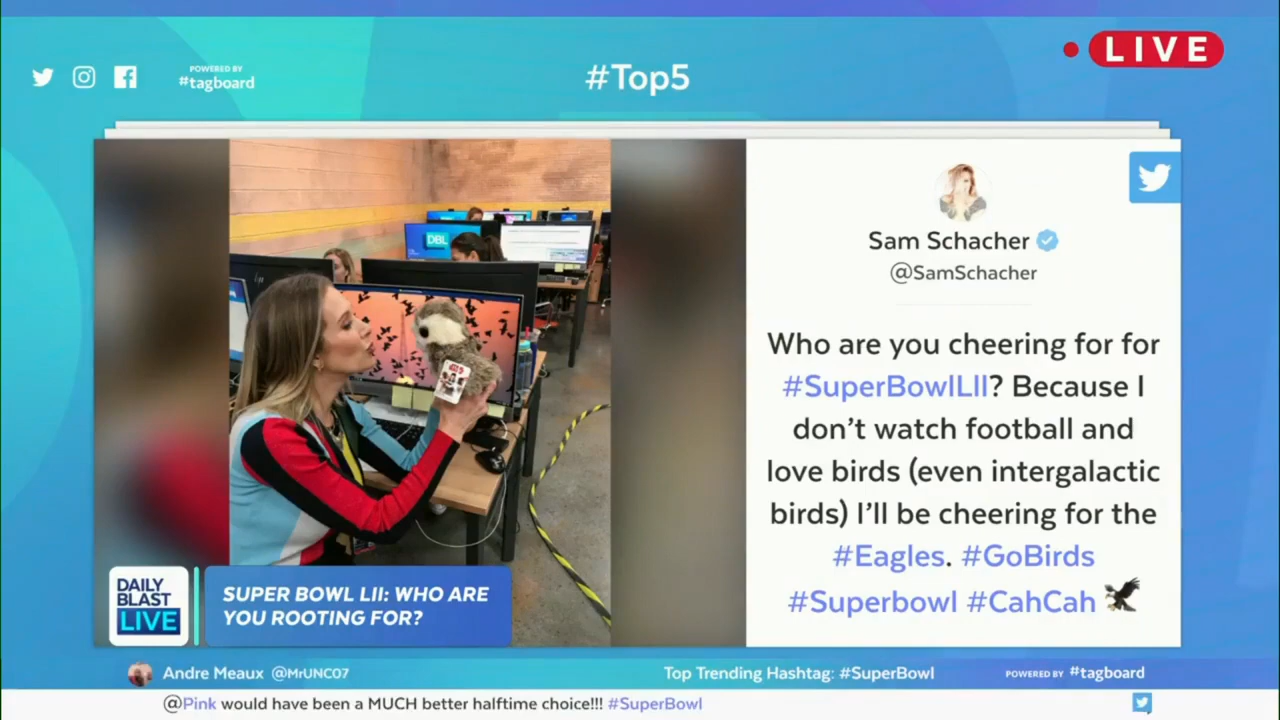 LIVE
POWERED BY
#tagboard
#Top5
DBL
Sam Schacher
@SamSchacher
Who are you cheering for for
#SuperBowlLII? Because I
don't watch football and
love birds (even intergalactic
birds) I'll be cheering for the
#Eagles. #GoBirds
#Superbowl #CahCah
DAILY
BLAST
LIVE
SUPER BOWL LII: WHO ARE
YOU ROOTING FOR?
Andre Meaux @MrUNC07
Top Trending Hashtag: #SuperBowl
POWERED BY #tagboard
@Pink would have been a MUCH better halftime choice!!! #SuperBowl